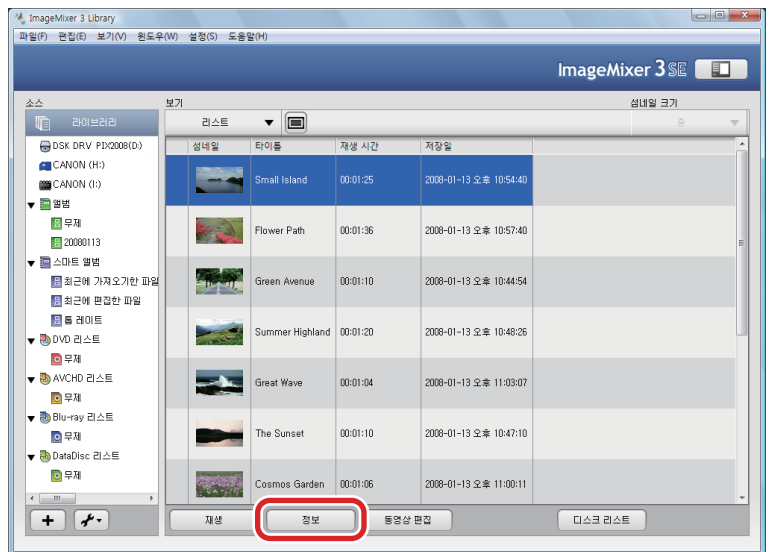 ImageMixer 3 Library
파일(F) 편집(E) 보기(V) 윈도우(W) 설정(S) 도움말(H)
ImageMixer 3 SE
소스 보기 섬네일 크기
라이브러리 리스트 줄
DSK DRV PIX2008(D:)
CANON (H:)
CANON (I:)
앨범
무제
20080113
스마트 앨범
최근에 가져오기한 파일
최근에 편집한 파일
톱 레이트
DVD 리스트
무제
AVCHD 리스트
무제
Blu-ray 리스트
무제
DataDisc 리스트
무제
섬네일 타이틀 재생 시간 저장일
Small Island 00:01:25 2008-01-13 오후 10:54:40
Flower Path 00:01:36 2008-01-13 오후 10:57:40
Green Avenue 00:01:10 2008-01-13 오후 10:44:54
Summer Highland 00:01:20 2008-01-13 오후 10:48:26
Great Wave 00:01:04 2008-01-13 오후 11:03:07
The Sunset 00:01:10 2008-01-13 오후 10:47:10
Cosmos Garden 00:01:06 2008-01-13 오후 11:00:11
재생 정보 동영상 편집 디스크 리스트